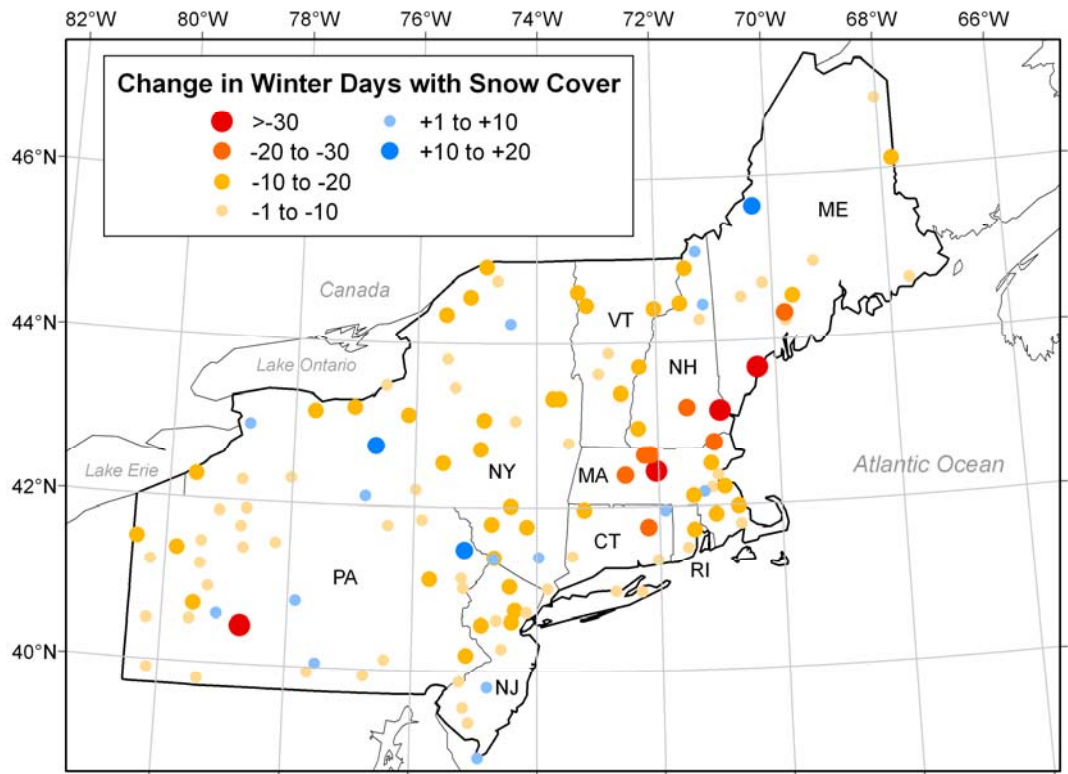 82°W 80°W 78°W 76°W 74°W 72°W 70°W 68°W 66°W
Change in Winter Days with Snow Cover
>-30 +1 to +10
-20 to -30 +10 to +20
-10 to -20
-1 to -10
46°N
ME
Canada
44°N
VT
Lake Ontario
NH
Lake Erie
NY
MA
Atlantic Ocean
42°N
CT
RI
PA
40°N
NJ